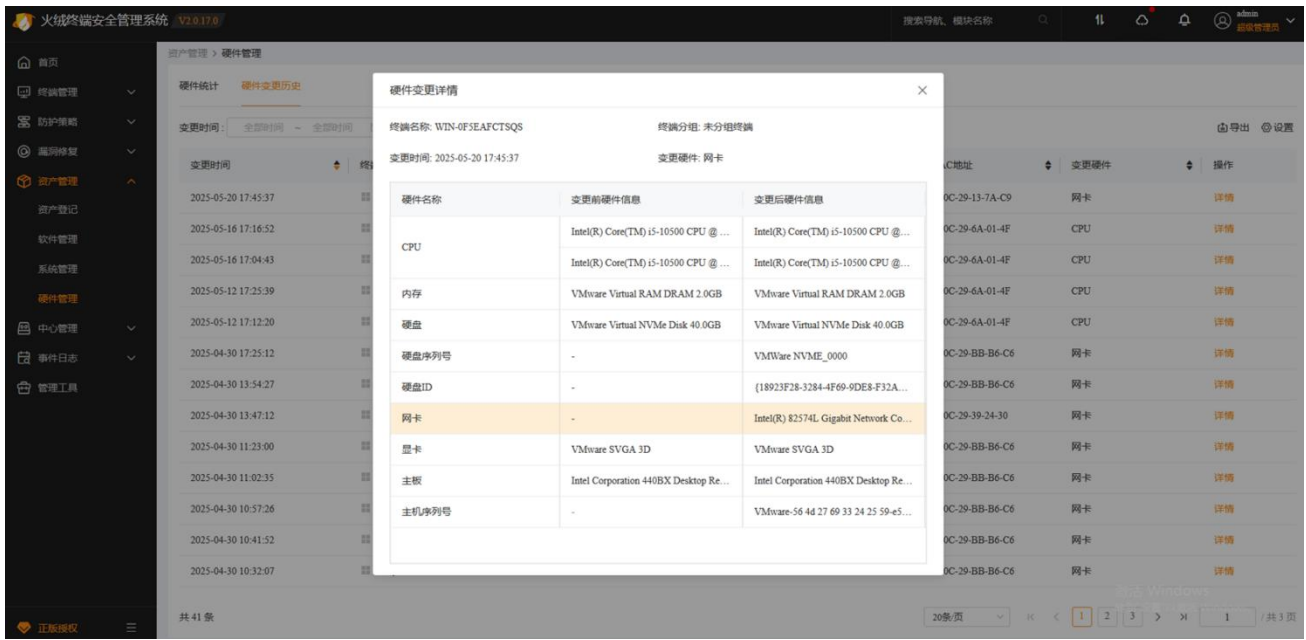 火绒终端安全管理系统 V2.0.17.0
搜索导航、模块名称
admin
超级管理员
首页
终端管理
防护策略
漏洞修复
资产管理
资产登记
软件管理
系统管理
硬件管理
中心管理
事件日志
管理工具
正版授权
资产管理 > 硬件管理
硬件统计 硬件变更历史
变更时间: 全部时间 ~ 全部时间
导出 设置
变更时间 AC地址 变更硬件 操作
2025-05-20 17:45:37 0C-29-13-7A-C9 网卡 详情
2025-05-16 17:16:52 0C-29-6A-01-4F CPU 详情
2025-05-16 17:04:43 0C-29-6A-01-4F CPU 详情
2025-05-12 17:25:39 0C-29-6A-01-4F CPU 详情
2025-05-12 17:12:20 0C-29-6A-01-4F CPU 详情
2025-04-30 17:25:12 0C-29-BB-B6-C6 网卡 详情
2025-04-30 13:54:27 0C-29-BB-B6-C6 网卡 详情
2025-04-30 13:47:12 0C-29-39-24-30 网卡 详情
2025-04-30 11:23:00 0C-29-BB-B6-C6 网卡 详情
2025-04-30 11:02:35 0C-29-BB-B6-C6 网卡 详情
2025-04-30 10:57:26 0C-29-BB-B6-C6 网卡 详情
2025-04-30 10:41:52 0C-29-BB-B6-C6 网卡 详情
2025-04-30 10:32:07 0C-29-BB-B6-C6 网卡 详情
共 41 条
20条/页 1 2 3 1 / 共 3 页
硬件变更详情
终端名称: WIN-0F5EAFCTSQS 终端分组: 未分组终端
变更时间: 2025-05-20 17:45:37 变更硬件: 网卡
硬件名称 变更前硬件信息 变更后硬件信息
CPU Intel(R) Core(TM) i5-10500 CPU @ ... Intel(R) Core(TM) i5-10500 CPU @...
Intel(R) Core(TM) i5-10500 CPU @ ... Intel(R) Core(TM) i5-10500 CPU @...
内存 VMware Virtual RAM DRAM 2.0GB VMware Virtual RAM DRAM 2.0GB
硬盘 VMware Virtual NVMe Disk 40.0GB VMware Virtual NVMe Disk 40.0GB
硬盘序列号 - VMWare NVME_0000
硬盘ID - {18923F28-3284-4F69-9DE8-F32A...
网卡 - Intel(R) 82574L Gigabit Network Co...
显卡 VMware SVGA 3D VMware SVGA 3D
主板 Intel Corporation 440BX Desktop Re... Intel Corporation 440BX Desktop Re...
主机序列号 - VMware-56 4d 27 69 33 24 25 59-e5...